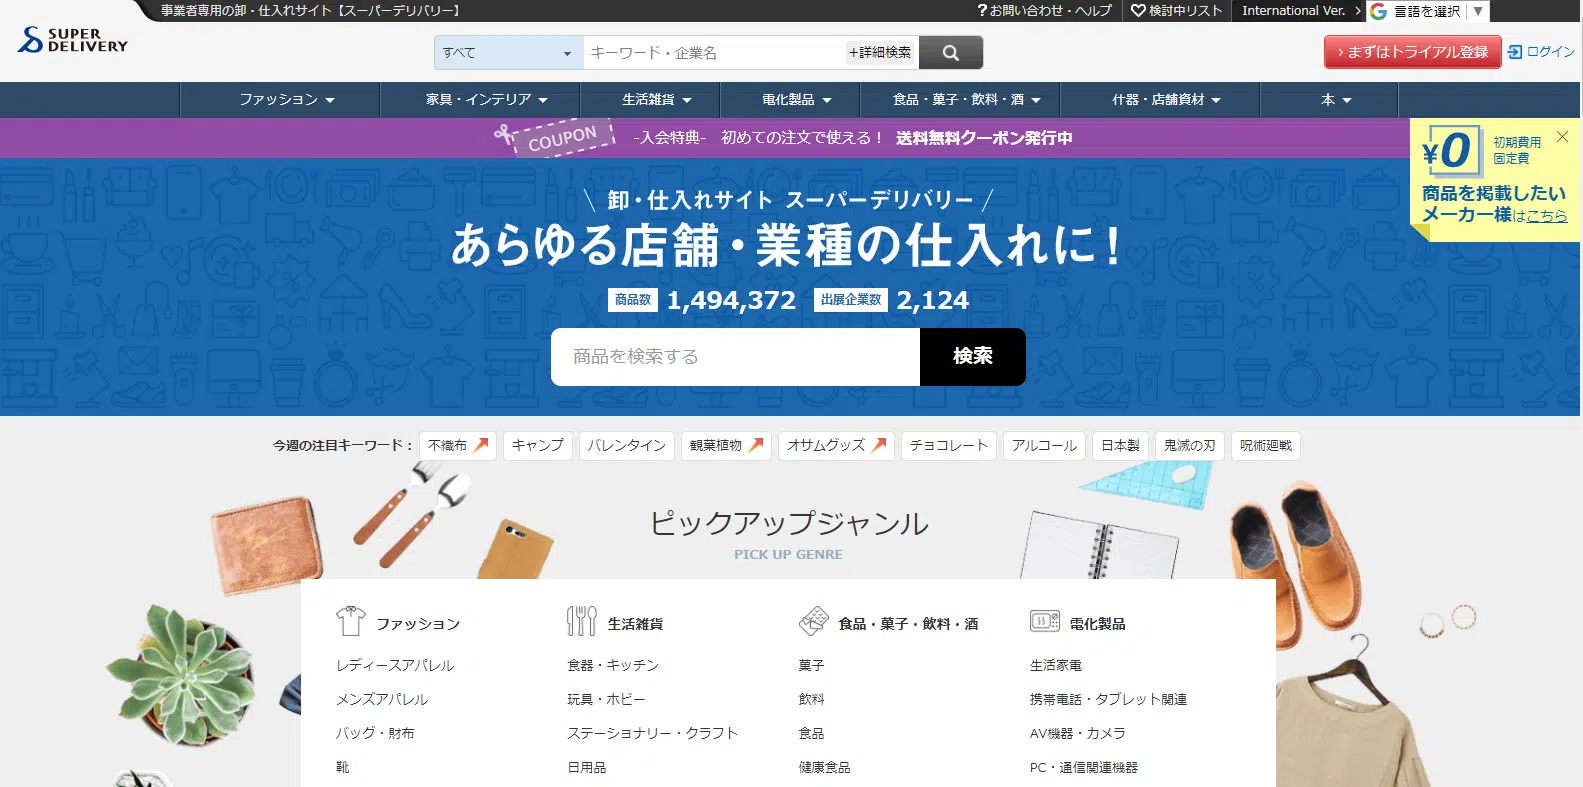 事業者専用の卸・仕入れサイト【スーパーデリバリー】
?お問い合わせ・ヘルプ
検討中リスト
International Ver.
言語を選択 ▼
SUPER
DELIVERY
すべて
キーワード・企業名
+詳細検索
まずはトライアル登録
ログイン
ファッション
家具・インテリア
生活雑貨
電化製品
食品・菓子・飲料・酒
什器・店舗資材
本
COUPON
-入会特典- 初めての注文で使える! 送料無料クーポン発行中
¥0
初期費用
固定費
商品を掲載したい
メーカー様はこちら
\ 卸・仕入れサイト スーパーデリバリー /
あらゆる店舗・業種の仕入れに!
商品数 1,494,372 出展企業数 2,124
商品を検索する
検索
今週の注目キーワード:
不織布
キャンプ
バレンタイン
観葉植物
オサムグッズ
チョコレート
アルコール
日本製
鬼滅の刃
呪術廻戦
ピックアップジャンル
PICK UP GENRE
ファッション
レディースアパレル
メンズアパレル
バッグ・財布
靴
生活雑貨
食器・キッチン
玩具・ホビー
ステーショナリー・クラフト
日用品
食品・菓子・飲料・酒
菓子
飲料
食品
健康食品
電化製品
生活家電
携帯電話・タブレット関連
AV機器・カメラ
PC・通信関連機器